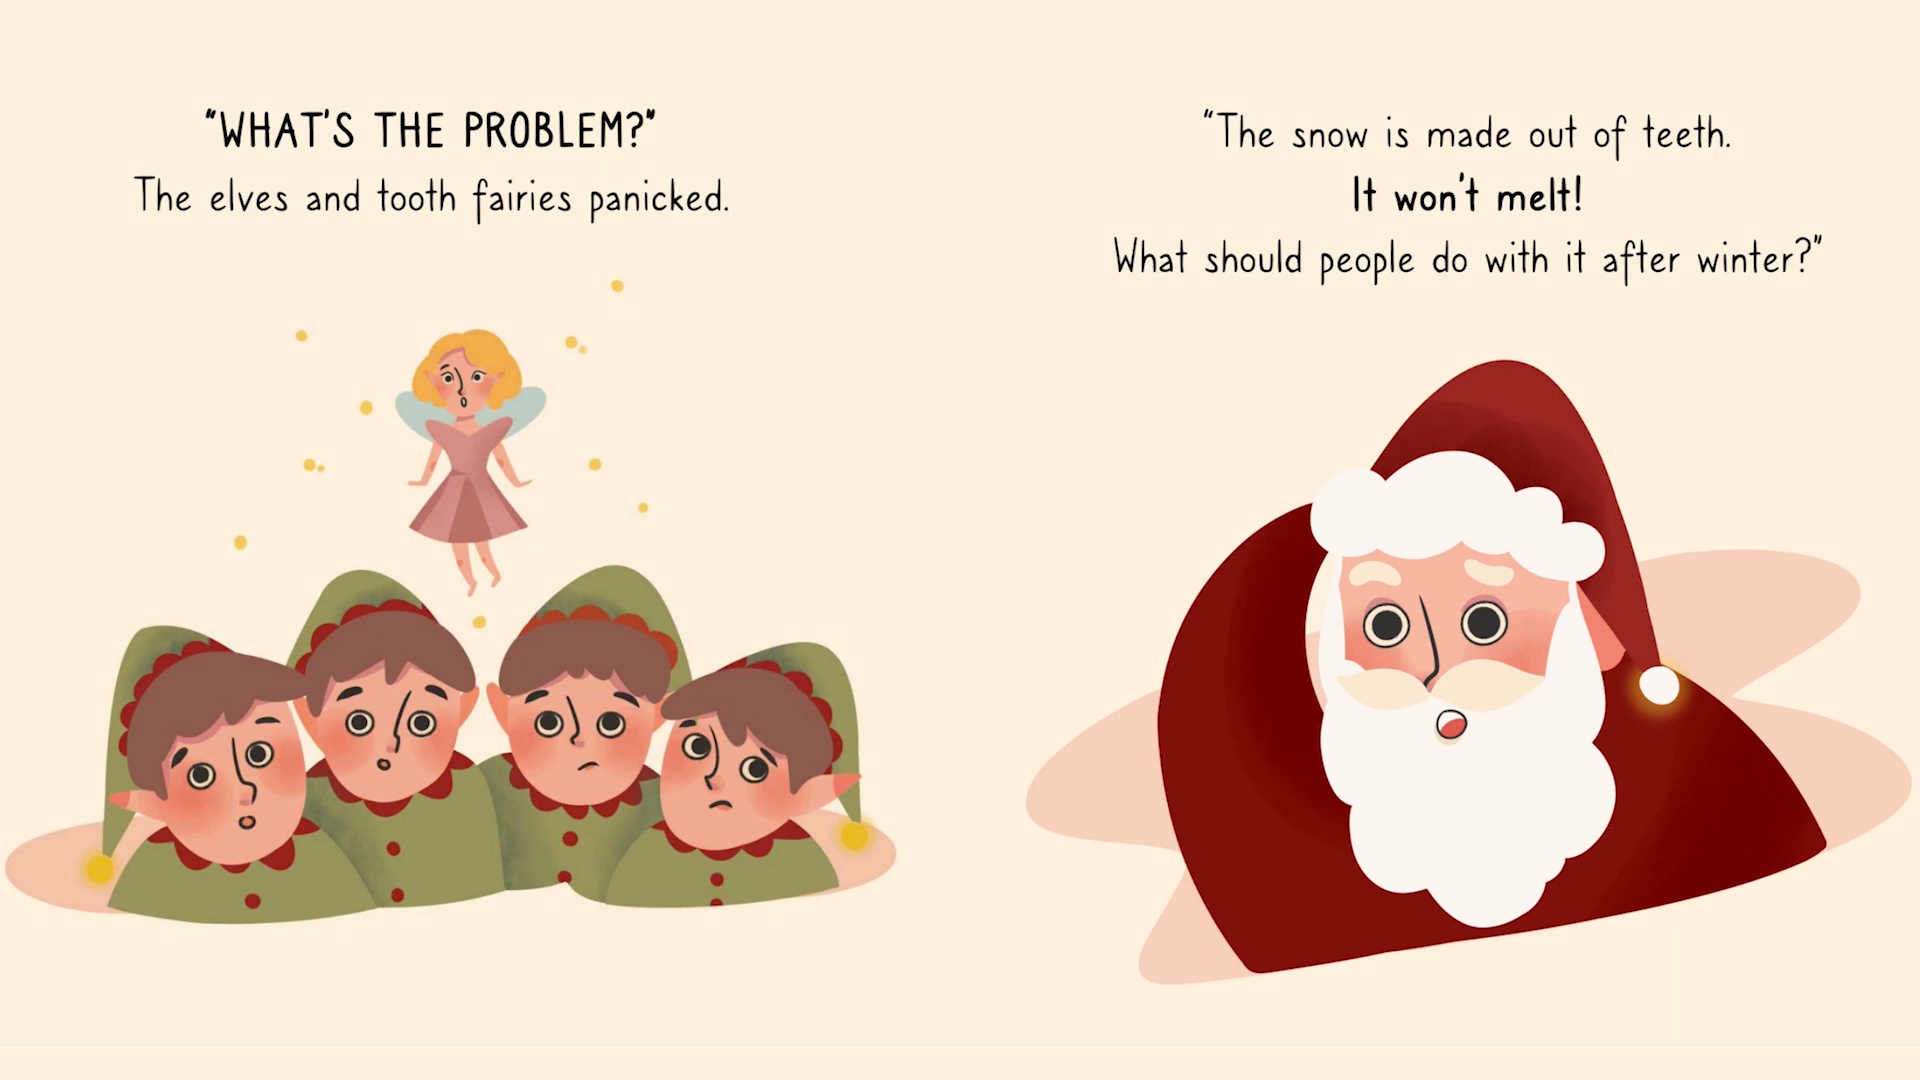 "WHAT'S THE PROBLEM?"
The elves and tooth fairies panicked.
"The snow is made out of teeth.
It won't melt!
What should people do with it after winter?"